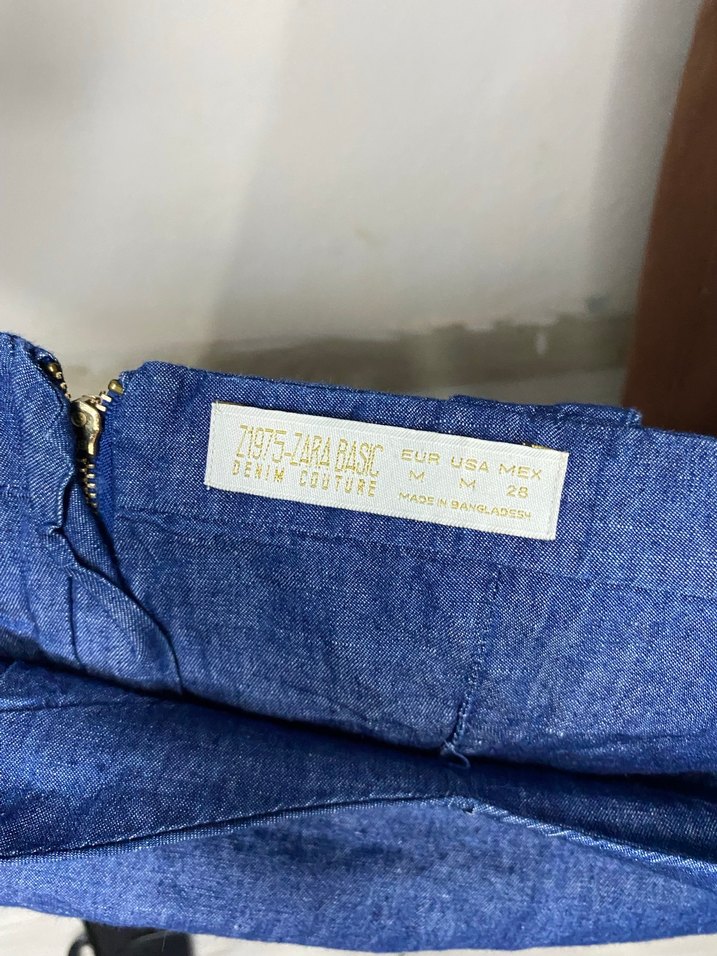 Z1975-ZARA BASIC
DENIM COUTURE
EUR USA MEX
M M 28
MADE IN BANGLADESH